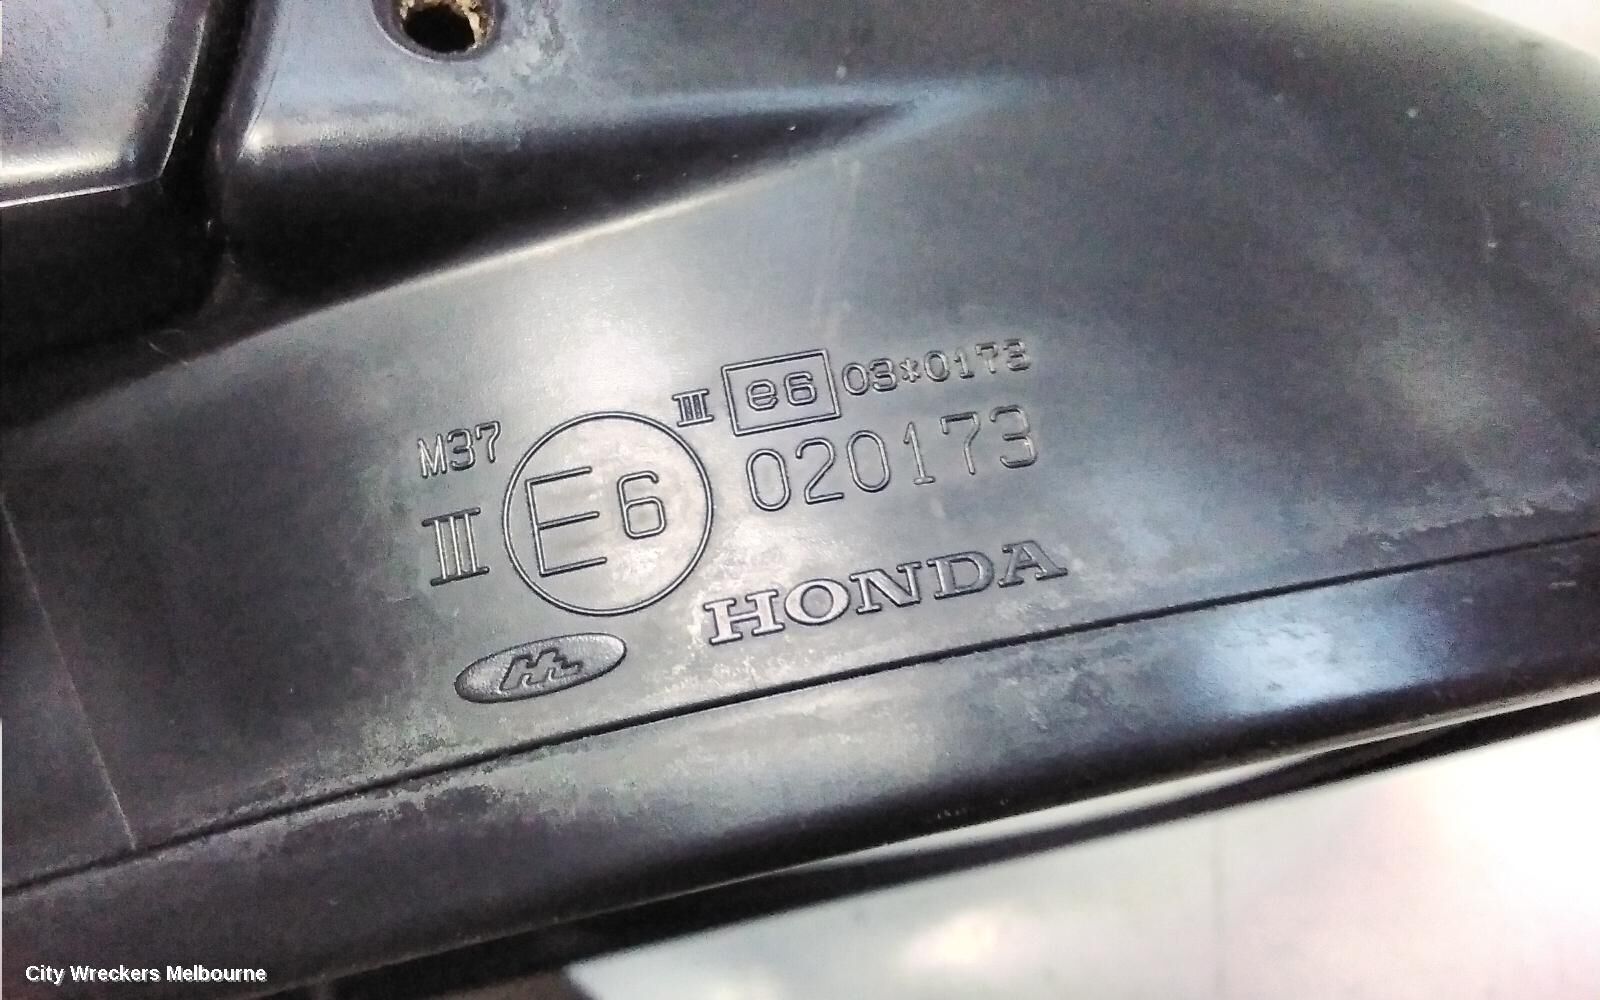 III e6 03*0173
M37
III E6 020173
HONDA
City Wreckers Melbourne